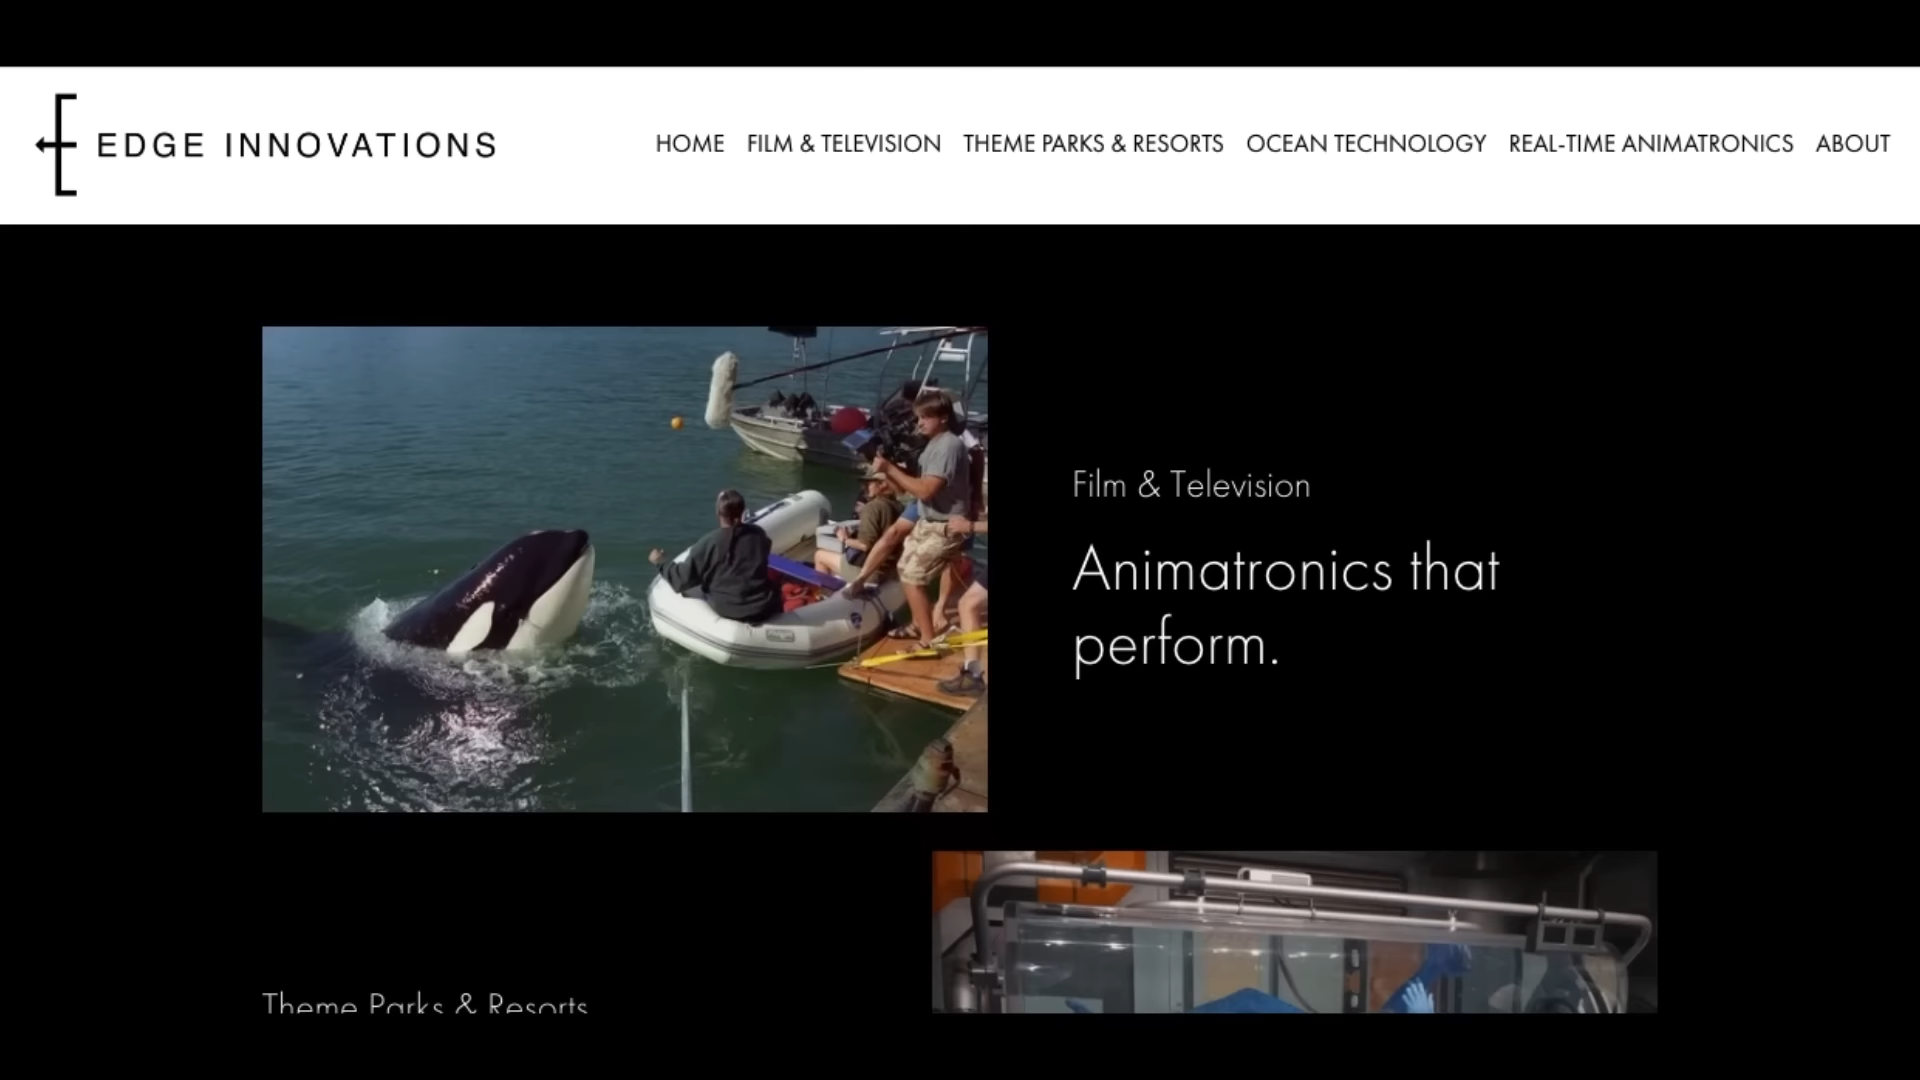 EDGE INNOVATIONS
HOME FILM & TELEVISION THEME PARKS & RESORTS OCEAN TECHNOLOGY REAL-TIME ANIMATRONICS ABOUT
Film & Television
Animatronics that
perform.
Theme Parks & Resorts